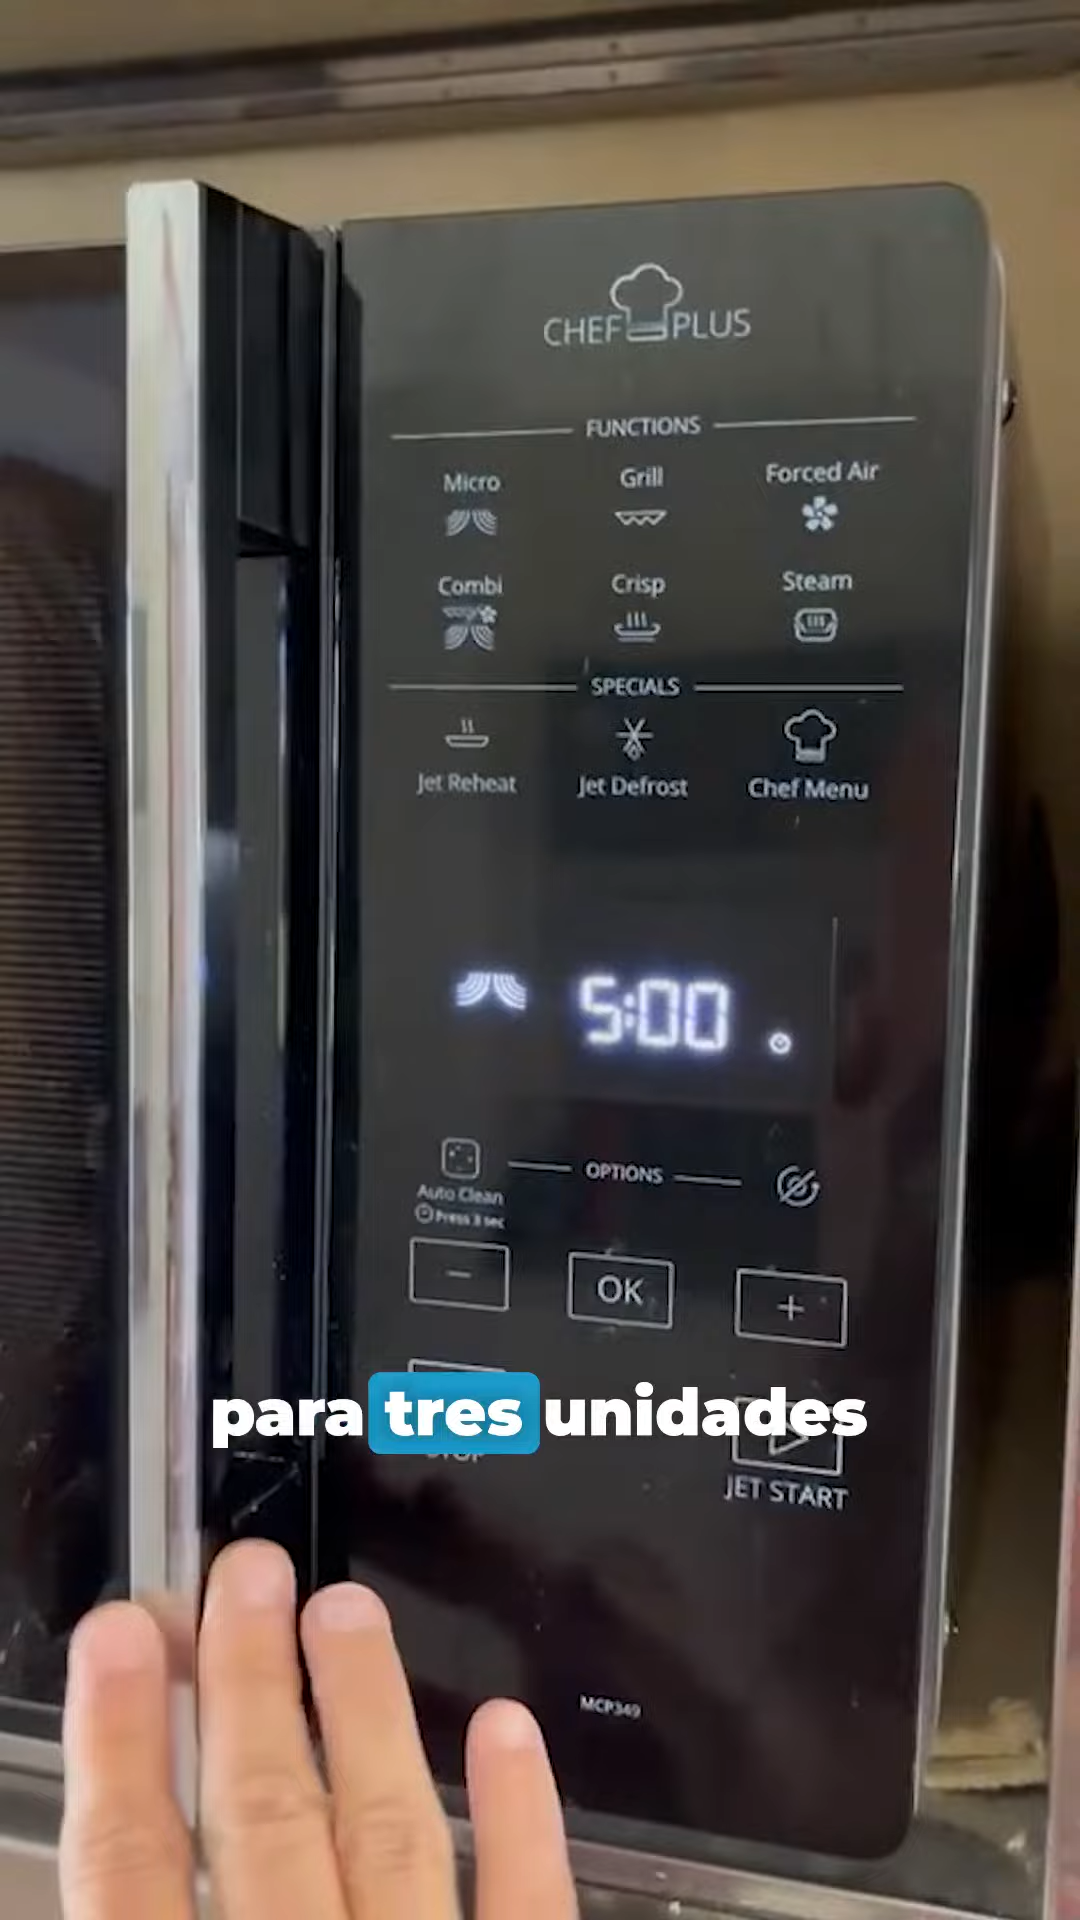 CHEF PLUS
FUNCTIONS
Micro Grill Forced Air
Combi Crisp Steam
SPECIALS
Jet Reheat Jet Defrost Chef Menu
5:00
OPTIONS
Auto Clean
Press 3 sec
- OK +
para tres unidades
STOP
JET START
MCP349